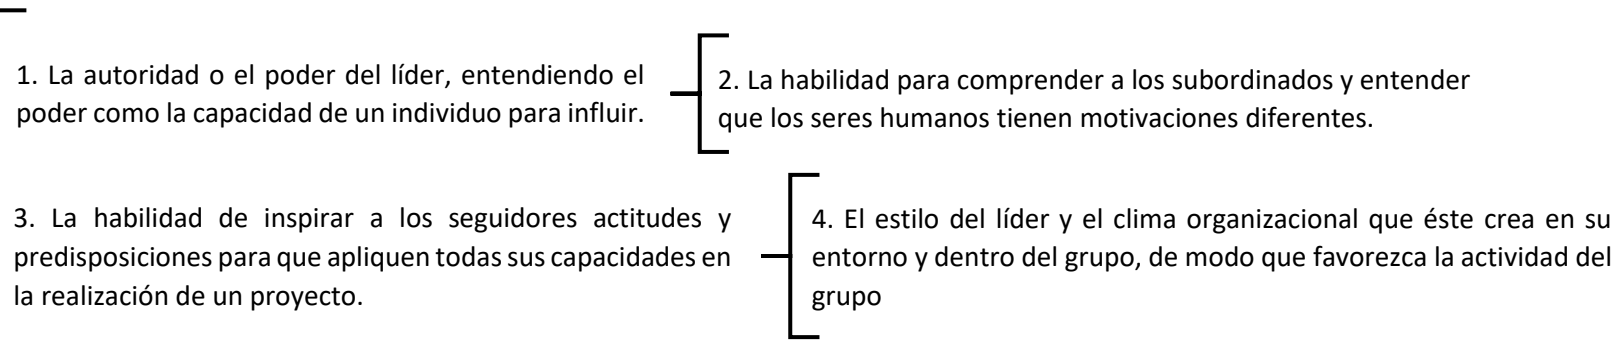 1. La autoridad o el poder del líder, entendiendo el
poder como la capacidad de un individuo para influir.
2. La habilidad para comprender a los subordinados y entender
que los seres humanos tienen motivaciones diferentes.
3. La habilidad de inspirar a los seguidores actitudes y
predisposiciones para que apliquen todas sus capacidades en
la realización de un proyecto.
4. El estilo del líder y el clima organizacional que éste crea en su
entorno y dentro del grupo, de modo que favorezca la actividad del
grupo